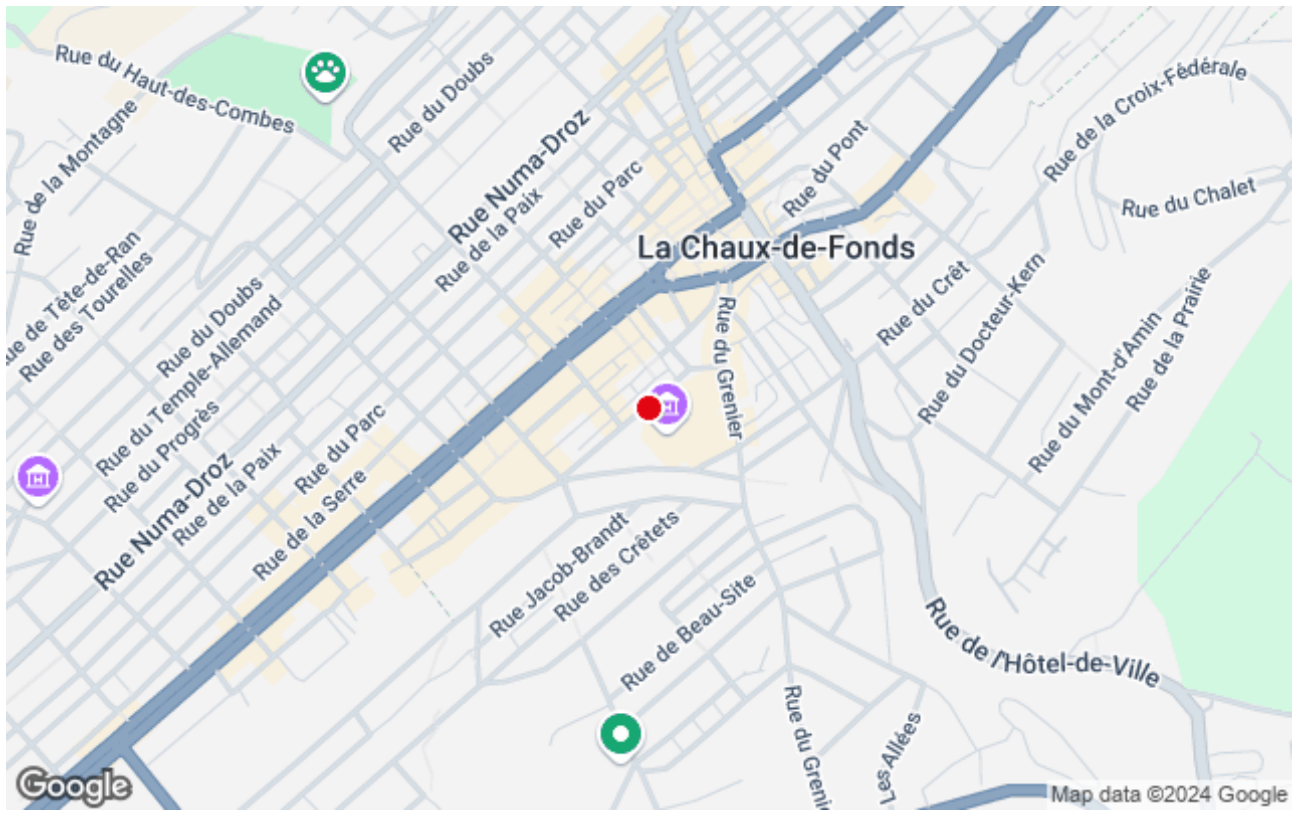 Rue du Haut-des-Combes
Rue du Doubs
Rue de la Croix-Fédérale
Rue de la Montagne
Rue Numa-Droz
Rue du Pont
Rue du Parc
Rue de la Paix
Rue du Chalet
La Chaux-de-Fonds
ue de Tête-de-Ran
Rue des Tourelles
Rue du Doubs
Rue du Crêt
Rue du Docteur-Kern
Rue de la Prairie
Rue du Temple-Allemand
Rue du Grenier
Rue du Mont-d'Amin
Rue du Progrès
Rue du Parc
Rue de la Paix
Rue de la Serre
Rue Numa-Droz
Rue Jacob-Brandt
Rue des Crêtets
Rue de Beau-Site
Rue de l'Hôtel-de-Ville
Rue du Grenie
Les Allées
Google
Map data ©2024 Google